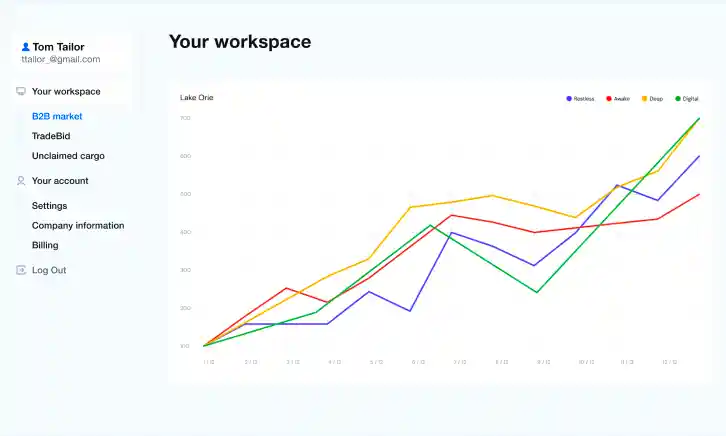 Tom Tailor
ttailor_@gmail.com
Your workspace
B2B market
TradeBid
Unclaimed cargo
Your account
Settings
Company information
Billing
Log Out
Your workspace
Lake Orie
Restless Awake Deep Digital
700
600
500
400
300
200
100
1 / 12 2 / 12 3 / 12 4 / 12 5 / 12 6 / 12 7 / 12 8 / 12 9 / 12 10 / 12 11 / 12 12 / 12